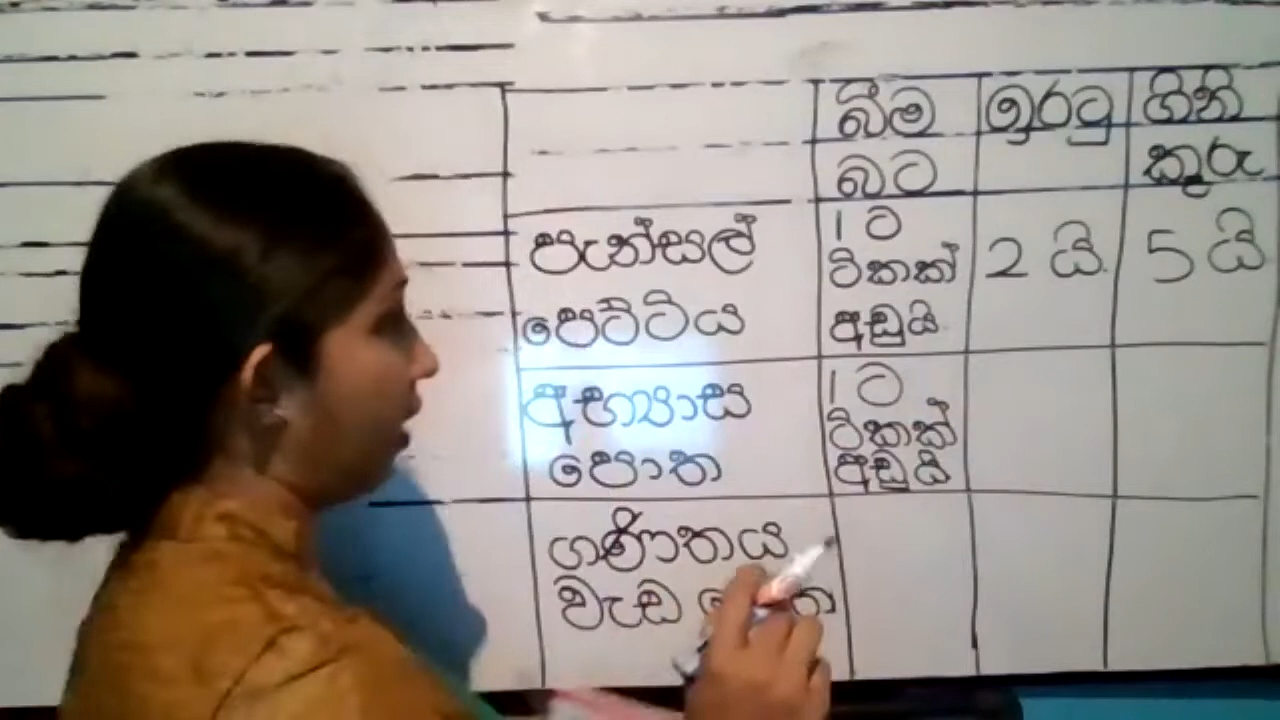 බීම ඉරටු ගිනි
බට කූරු
පැන්සල් 1 ට 2 යි. 5 යි
ටිකක්
පෙට්ටිය අඩුයි
අභ්‍යාස 1 ට
ටිකක්
පොත අඩුයි
ගණිතය
වැඩ